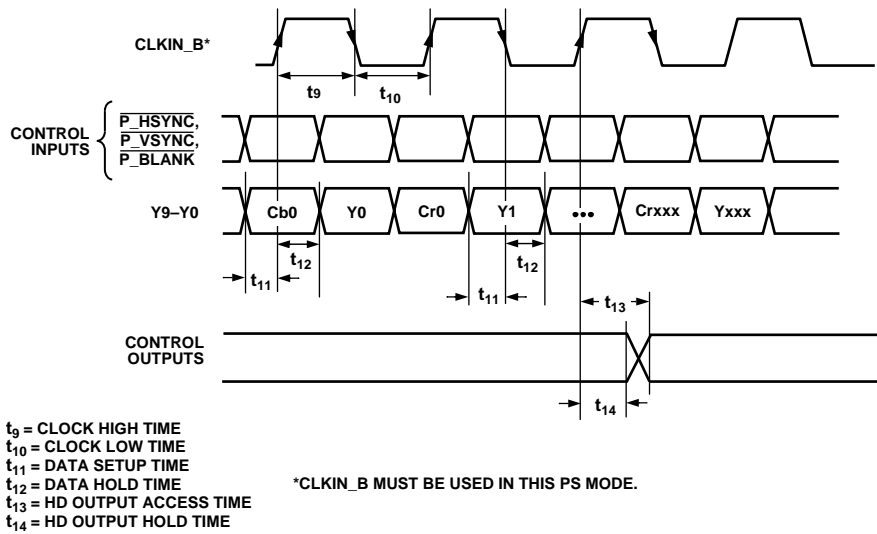 CLKIN_B*
t9
t10
CONTROL INPUTS
P_HSYNC,
P_VSYNC,
P_BLANK
Y9–Y0
Cb0
Y0
Cr0
Y1
•••
Crxxx
Yxxx
t11
t12
t11
t12
t13
CONTROL OUTPUTS
t14
t9 = CLOCK HIGH TIME
t10 = CLOCK LOW TIME
t11 = DATA SETUP TIME
t12 = DATA HOLD TIME
t13 = HD OUTPUT ACCESS TIME
t14 = HD OUTPUT HOLD TIME
*CLKIN_B MUST BE USED IN THIS PS MODE.